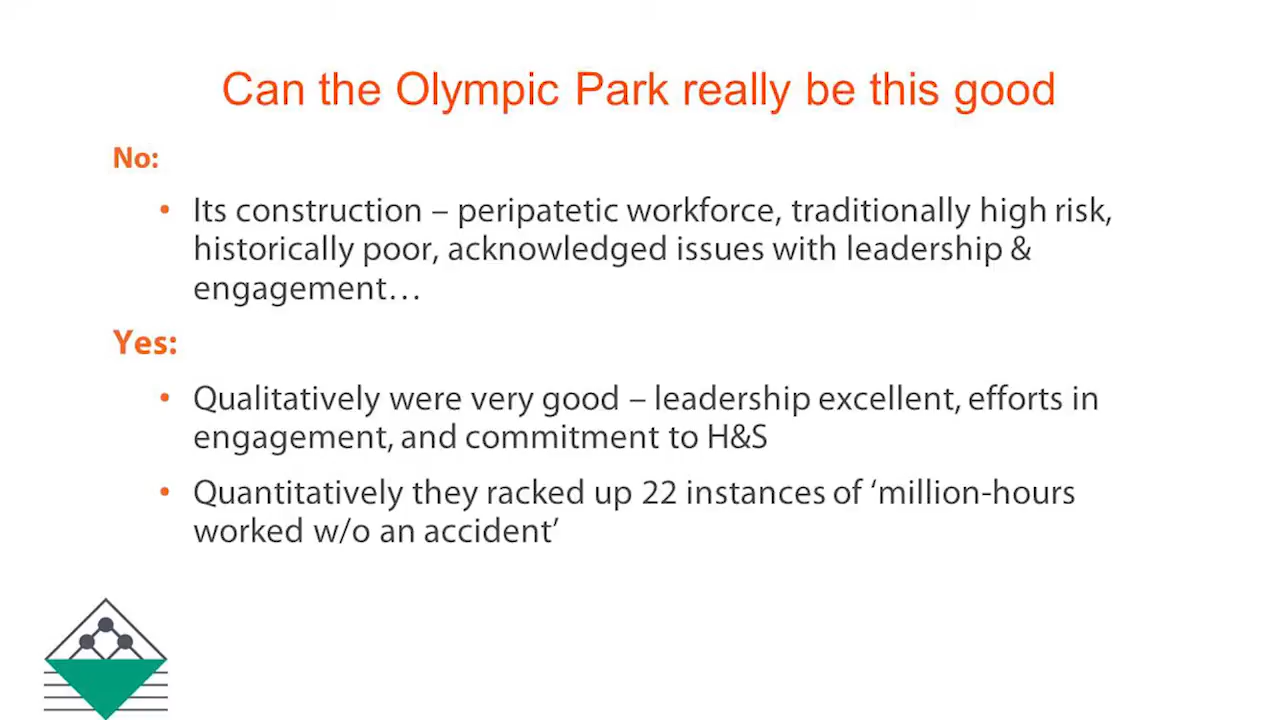 Can the Olympic Park really be this good
No:
• Its construction – peripatetic workforce, traditionally high risk,
historically poor, acknowledged issues with leadership &
engagement…
Yes:
• Qualitatively were very good – leadership excellent, efforts in
engagement, and commitment to H&S
• Quantitatively they racked up 22 instances of ‘million-hours
worked w/o an accident’